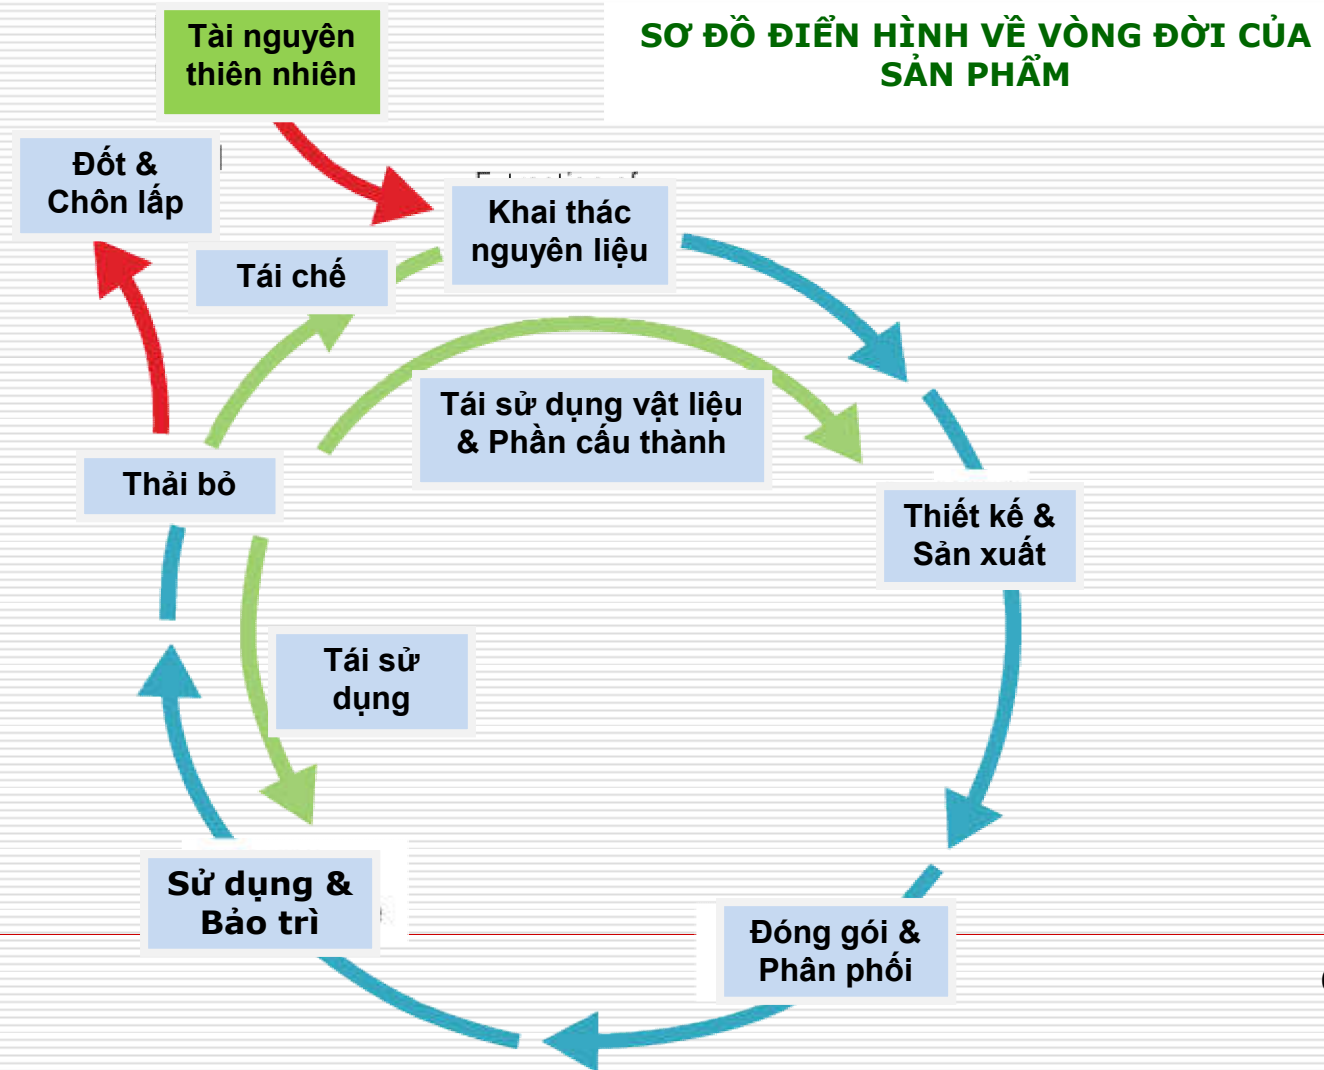 SƠ ĐỒ ĐIỂN HÌNH VỀ VÒNG ĐỜI CỦA
SẢN PHẨM
Tài nguyên
thiên nhiên
Đốt &
Chôn lấp
Khai thác
nguyên liệu
Tái chế
Tái sử dụng vật liệu
& Phần cấu thành
Thải bỏ
Thiết kế &
Sản xuất
Tái sử
dụng
Sử dụng &
Bảo trì
Đóng gói &
Phân phối